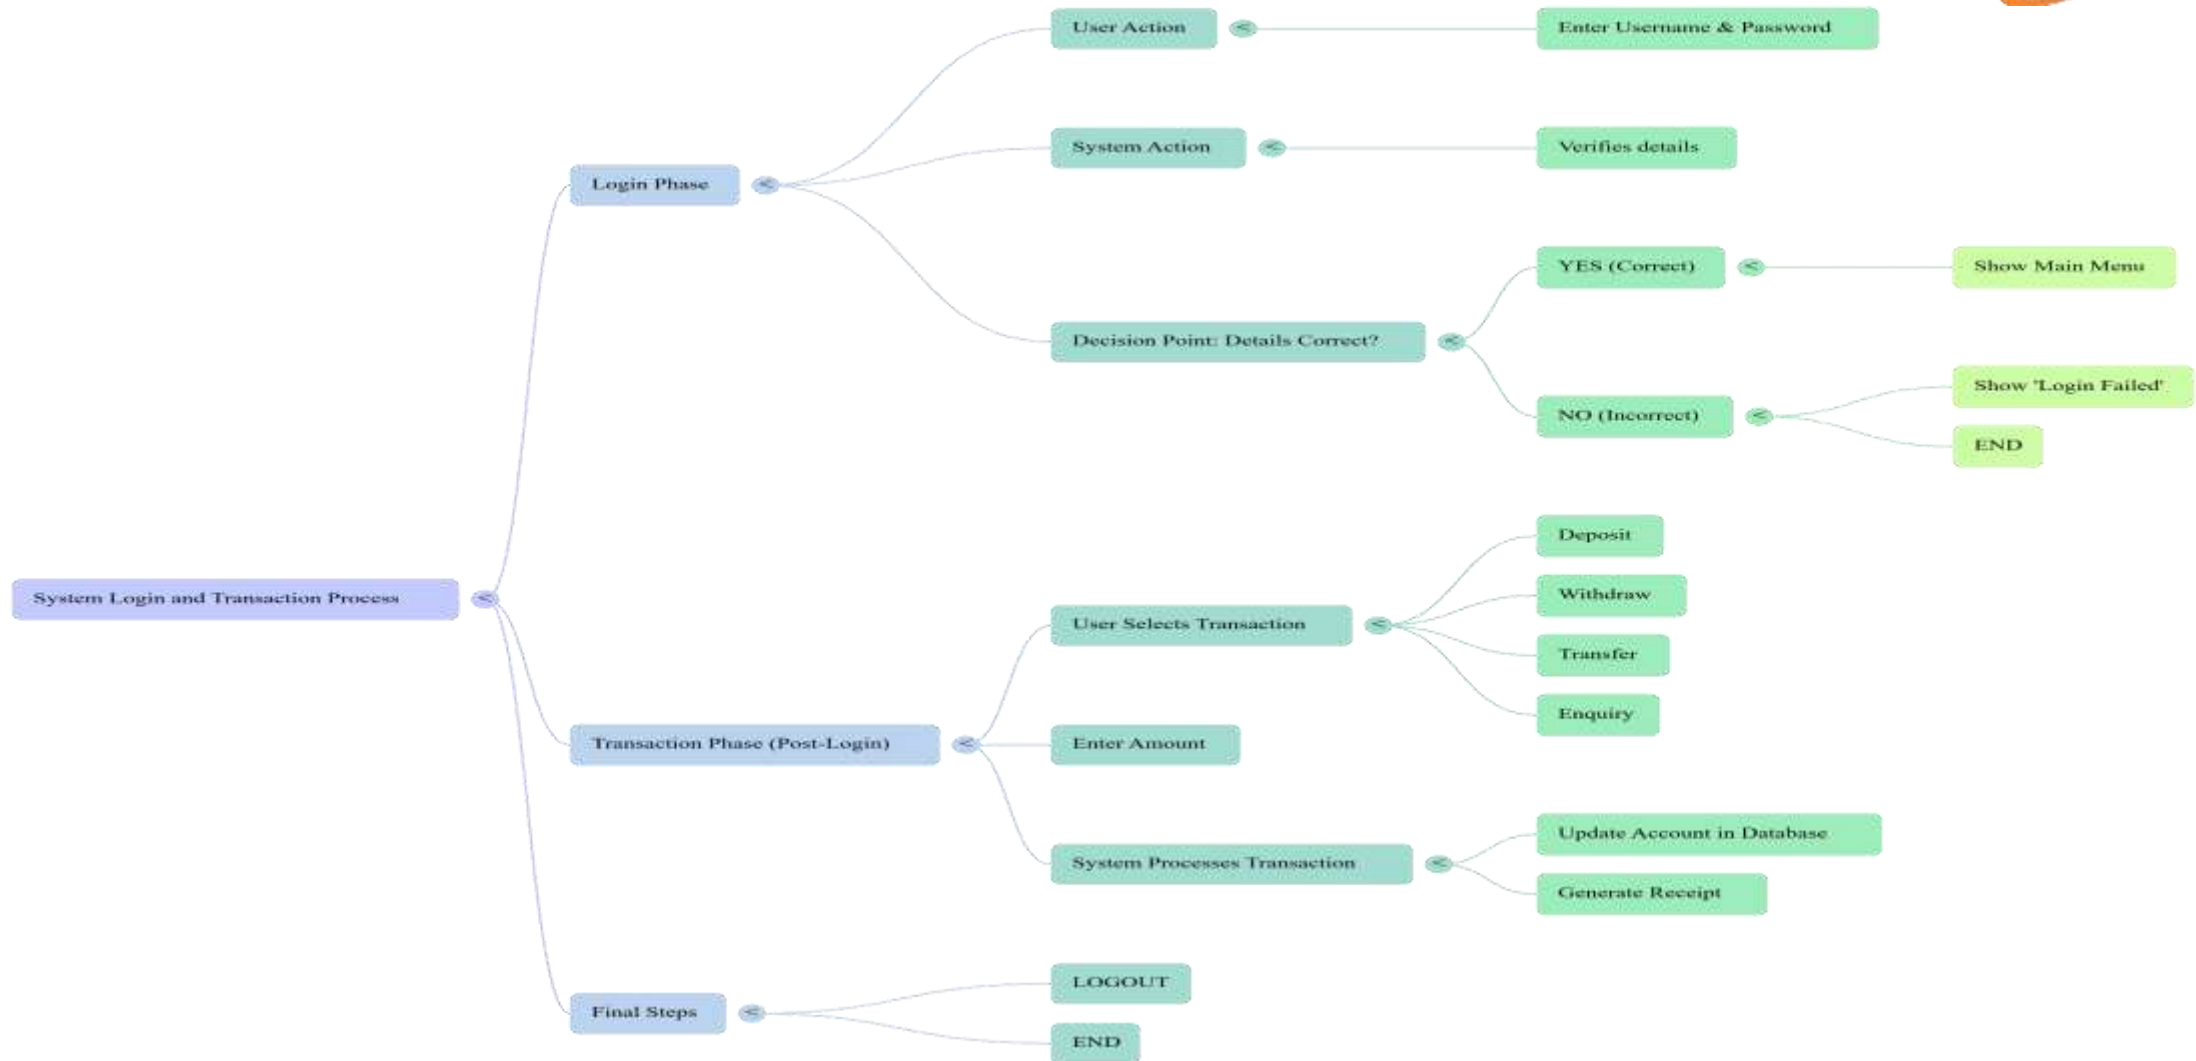 System Login and Transaction Process
Login Phase
User Action
Enter Username & Password
System Action
Verifies details
Decision Point: Details Correct?
YES (Correct)
Show Main Menu
NO (Incorrect)
Show 'Login Failed'
END
Transaction Phase (Post-Login)
User Selects Transaction
Deposit
Withdraw
Transfer
Enquiry
Enter Amount
System Processes Transaction
Update Account in Database
Generate Receipt
Final Steps
LOGOUT
END